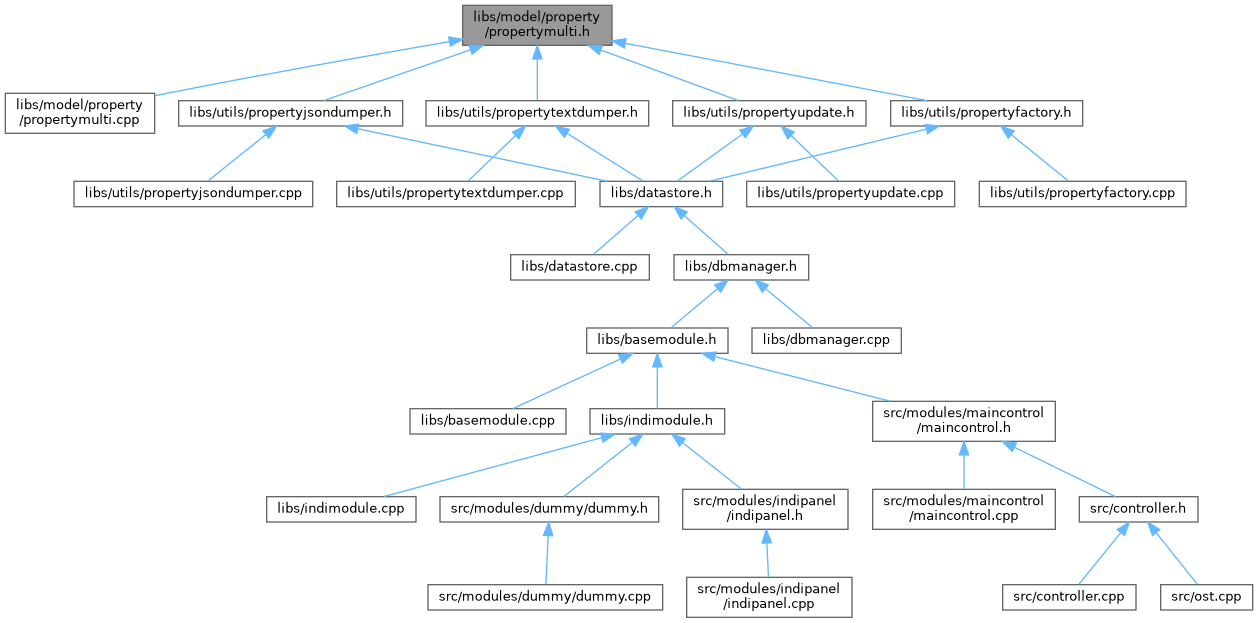 libs/model/property
/propertymulti.h
libs/model/property
/propertymulti.cpp
libs/utils/propertyjsondumper.h
libs/utils/propertytextdumper.h
libs/utils/propertyupdate.h
libs/utils/propertyfactory.h
libs/utils/propertyjsondumper.cpp
libs/utils/propertytextdumper.cpp
libs/datastore.h
libs/utils/propertyupdate.cpp
libs/utils/propertyfactory.cpp
libs/datastore.cpp
libs/dbmanager.h
libs/basemodule.h
libs/dbmanager.cpp
libs/basemodule.cpp
libs/indimodule.h
src/modules/maincontrol
/maincontrol.h
libs/indimodule.cpp
src/modules/dummy/dummy.h
src/modules/indipanel
/indipanel.h
src/modules/maincontrol
/maincontrol.cpp
src/controller.h
src/modules/dummy/dummy.cpp
src/modules/indipanel
/indipanel.cpp
src/controller.cpp
src/ost.cpp